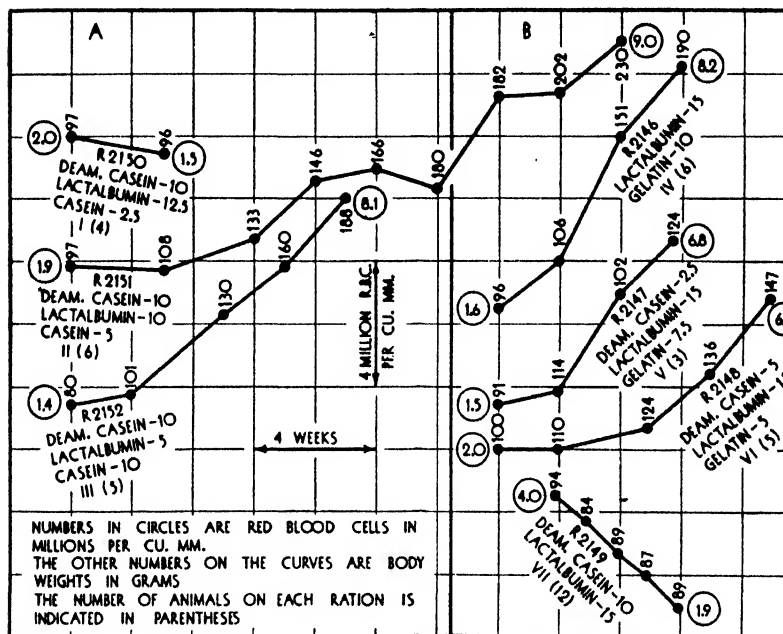 A
B
2.0
97
96
1.5
R2150
DEAM. CASEIN-10
LACTALBUMIN-12.5
CASEIN-2.5
I (4)
1.9
97
108
133
146
166
180
182
202
230
9.0
R2151
DEAM. CASEIN-10
LACTALBUMIN-10
CASEIN-5
II (6)
1.4
80
101
130
160
188
8.1
R2152
DEAM. CASEIN-10
LACTALBUMIN-5
CASEIN-10
III (5)
4 MILLION R.B.C.
PER CU. MM.
4 WEEKS
1.6
96
106
151
190
8.2
R2146
LACTALBUMIN-15
GELATIN-10
IV (6)
1.5
91
114
102
124
6.8
R2147
DEAM. CASEIN-2.5
LACTALBUMIN-15
GELATIN-7.5
V (3)
2.0
100
110
124
136
147
R2148
DEAM. CASEIN-5
GELATIN-5
VI (5)
4.0
94
84
89
87
89
1.9
R2149
DEAM. CASEIN-10
LACTALBUMIN-15
VII (12)
NUMBERS IN CIRCLES ARE RED BLOOD CELLS IN
MILLIONS PER CU. MM.
THE OTHER NUMBERS ON THE CURVES ARE BODY
WEIGHTS IN GRAMS
THE NUMBER OF ANIMALS ON EACH RATION IS
INDICATED IN PARENTHESES